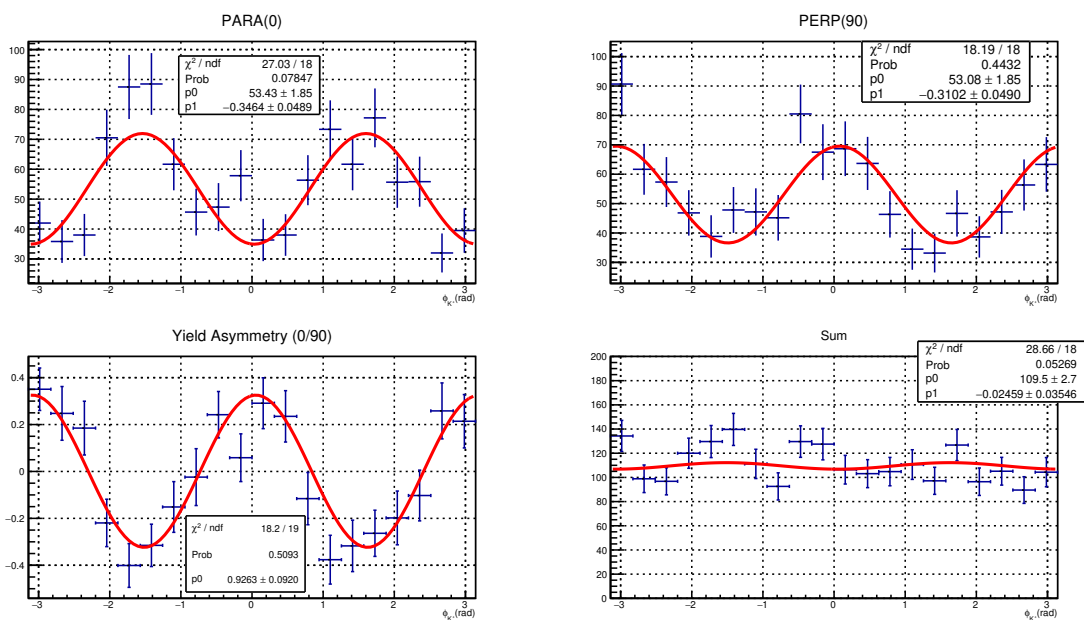 PARA(0)
χ² / ndf 27.03 / 18
Prob 0.07847
p0 53.43 ± 1.85
p1 −0.3464 ± 0.0489
100
90
80
70
60
50
40
30
−3 −2 −1 0 1 2 3
ϕK+(rad)
PERP(90)
χ² / ndf 18.19 / 18
Prob 0.4432
p0 53.08 ± 1.85
p1 −0.3102 ± 0.0490
100
90
80
70
60
50
40
30
−3 −2 −1 0 1 2 3
ϕK+(rad)
Yield Asymmetry (0/90)
0.4
0.2
0
−0.2
−0.4
χ² / ndf 18.2 / 19
Prob 0.5093
p0 0.9263 ± 0.0920
−3 −2 −1 0 1 2 3
ϕK+(rad)
Sum
χ² / ndf 28.66 / 18
Prob 0.05269
p0 109.5 ± 2.7
p1 −0.02459 ± 0.03546
200
180
160
140
120
100
80
60
40
20
0
−3 −2 −1 0 1 2 3
ϕK+(rad)